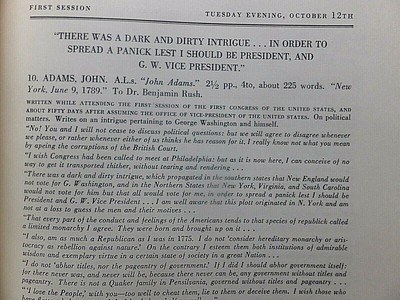 FIRST SESSION TUESDAY EVENING, OCTOBER 12TH
"THERE WAS A DARK AND DIRTY INTRIGUE . . . IN ORDER TO
SPREAD A PANICK LEST I SHOULD BE PRESIDENT, AND
G. W. VICE PRESIDENT."
10. ADAMS, JOHN. A.L.s. "John Adams." 2½ pp., 4to, about 225 words. "New
York, June 9, 1789." To Dr. Benjamin Rush.
WRITTEN WHILE ATTENDING THE FIRST SESSION OF THE FIRST CONGRESS OF THE UNITED STATES, AND
ABOUT FIFTY DAYS AFTER ASSUMING THE OFFICE OF VICE-PRESIDENT OF THE UNITED STATES. On political
matters. Writes on an intrigue pertaining to George Washington and himself.
"No! You and I will not cease to discuss political questions: but we will agree to disagree whenever
we please, or rather whenever either of us thinks he has reason for it. I really know not what you mean
by apeing the corruptions of the British Court.
"I wish Congress had been called to meet at Philadelphia: but as it is now here, I can conceive of no
way to get it transported thither, without tearing and rendering . . .
"There was a dark and dirty intrigue, which propagated in the southern states that New England would
not vote for G. Washington, and in the Northern States that New York, Virginia, and South Carolina
would not vote for him but that all would vote for me, in order to spread a panick lest I should be
President and G. W. Vice President . . . I am well aware that this plott originated in N. York and am
not at a loss to guess the men and their motives . . .
"That every part of the conduct and feelings of the Americans tends to that species of republick called
a limited monarchy I agree. They were born and brought up on it . . .
"I also, am as much a Republican as I was in 1775. I do not 'consider hereditary monarchy or aris-
tocracy as rebellion against nature.' On the contrary I esteem them both institutions of admirable
wisdom and exemplary virtue in a certain state of society in a great Nation . . .
"I do not 'abhor titles, nor the pageantry of government.' If I did I should abhor government itself:
for there never was, and never will be, because there never can be, any government without titles and
pageantry. There is not a Quaker family in Pensilvania, governed without titles and pageantry . . .
"I love the People," with you—too well to cheat them, lie to them or deceive them. I wish those who